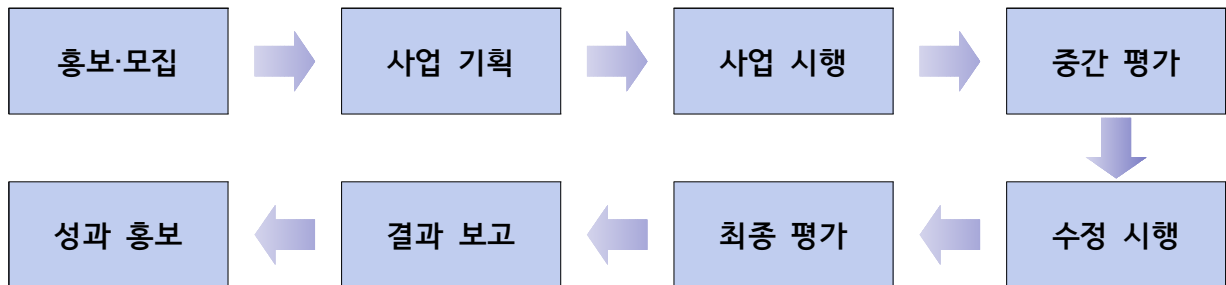 홍보·모집
사업 기획
사업 시행
중간 평가
수정 시행
최종 평가
결과 보고
성과 홍보